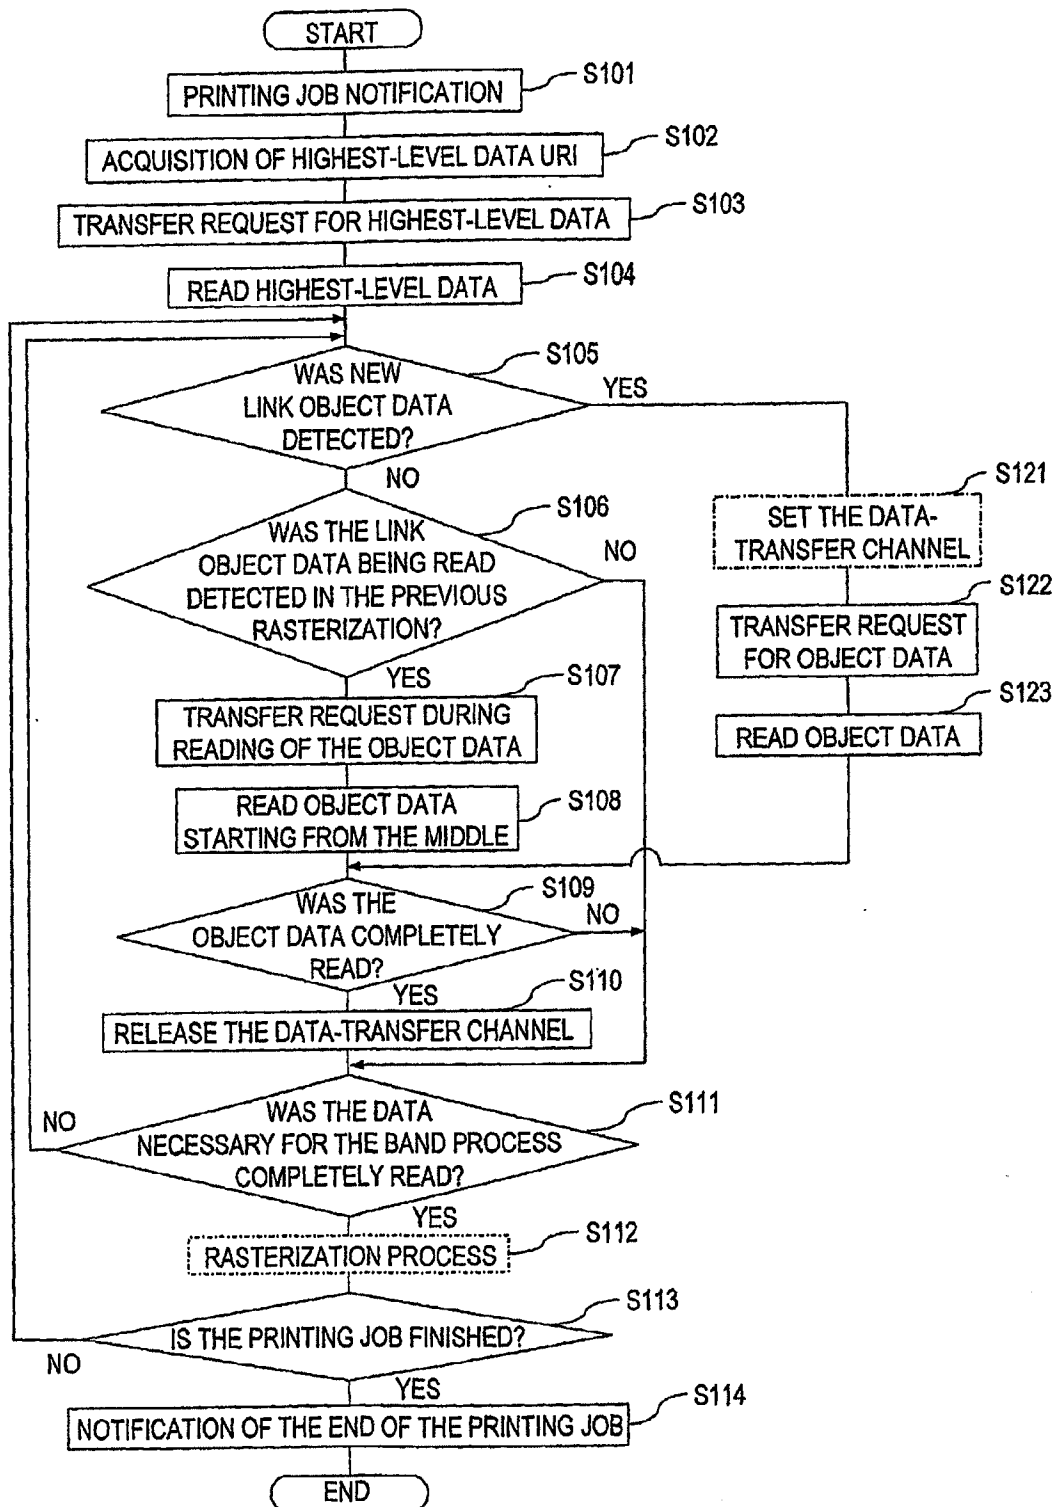 START
S101
PRINTING JOB NOTIFICATION
S102
ACQUISITION OF HIGHEST-LEVEL DATA URI
S103
TRANSFER REQUEST FOR HIGHEST-LEVEL DATA
S104
READ HIGHEST-LEVEL DATA
S105
WAS NEW
LINK OBJECT DATA
DETECTED?
YES
NO
S121
SET THE DATA-
TRANSFER CHANNEL
S122
TRANSFER REQUEST
FOR OBJECT DATA
S123
READ OBJECT DATA
S106
WAS THE LINK
OBJECT DATA BEING READ
DETECTED IN THE PREVIOUS
RASTERIZATION?
NO
YES
S107
TRANSFER REQUEST DURING
READING OF THE OBJECT DATA
S108
READ OBJECT DATA
STARTING FROM THE MIDDLE
S109
WAS THE
OBJECT DATA COMPLETELY
READ?
NO
YES
S110
RELEASE THE DATA-TRANSFER CHANNEL
S111
WAS THE DATA
NECESSARY FOR THE BAND PROCESS
COMPLETELY READ?
NO
YES
S112
RASTERIZATION PROCESS
S113
IS THE PRINTING JOB FINISHED?
NO
YES
S114
NOTIFICATION OF THE END OF THE PRINTING JOB
END